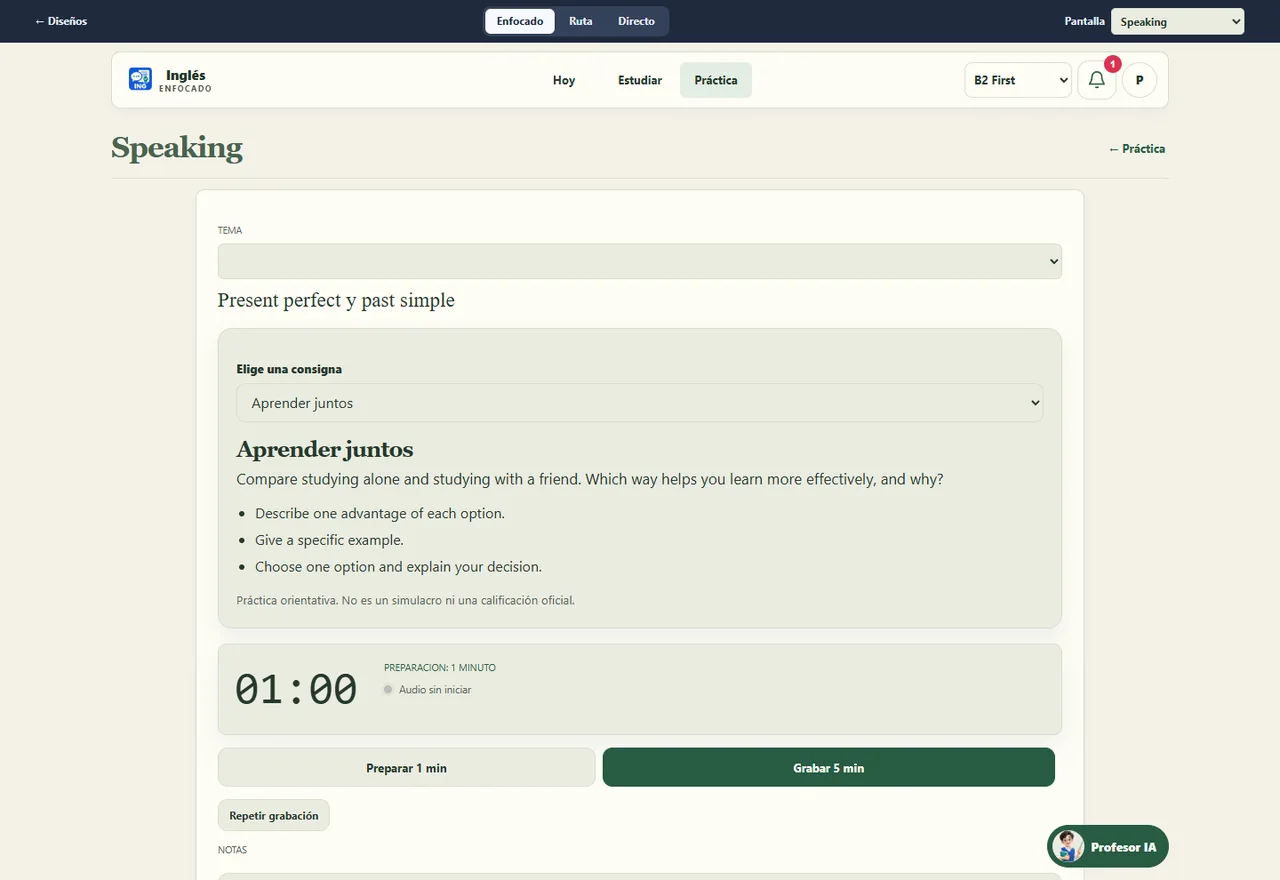 ← Diseños
Enfocado
Ruta
Directo
Pantalla
Speaking
ING
Inglés
ENFOCADO
Hoy
Estudiar
Práctica
B2 First
1
P
Speaking
← Práctica
TEMA
Present perfect y past simple
Elige una consigna
Aprender juntos
Aprender juntos
Compare studying alone and studying with a friend. Which way helps you learn more effectively, and why?
• Describe one advantage of each option.
• Give a specific example.
• Choose one option and explain your decision.
Práctica orientativa. No es un simulacro ni una calificación oficial.
01:00
PREPARACION: 1 MINUTO
Audio sin iniciar
Preparar 1 min
Grabar 5 min
Repetir grabación
NOTAS
Profesor IA